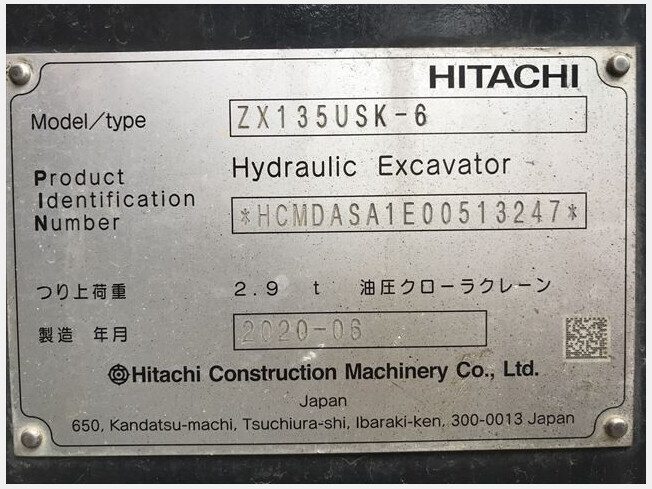 HITACHI
Model/type ZX135USK-6
Hydraulic Excavator
Product
Identification
Number *HCMDASA1E00513247*
つり上荷重 2.9 t 油圧クローラクレーン
製造 年月 2020-06
Hitachi Construction Machinery Co., Ltd.
Japan
650, Kandatsu-machi, Tsuchiura-shi, Ibaraki-ken, 300-0013 Japan